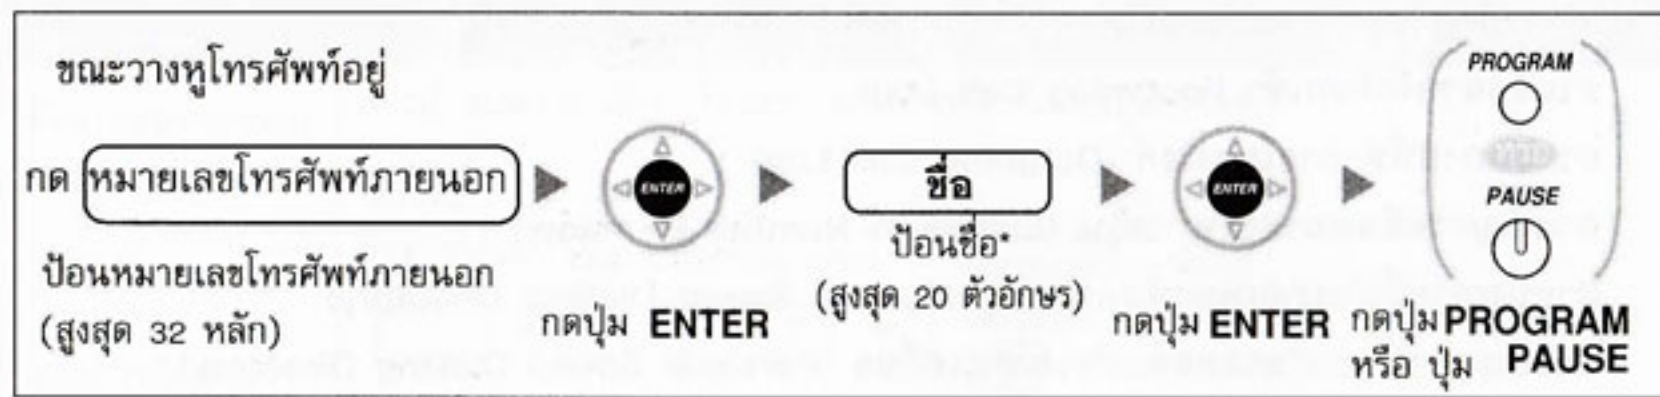 ขณะวางหูโทรศัพท์อยู่
PROGRAM
กด หมายเลขโทรศัพท์ภายนอก ENTER ชื่อ ENTER
PAUSE
ป้อนชื่อ*
ป้อนหมายเลขโทรศัพท์ภายนอก
(สูงสุด 20 ตัวอักษร)
(สูงสุด 32 หลัก) กดปุ่ม ENTER กดปุ่ม ENTER กดปุ่ม PROGRAM
หรือ ปุ่ม PAUSE